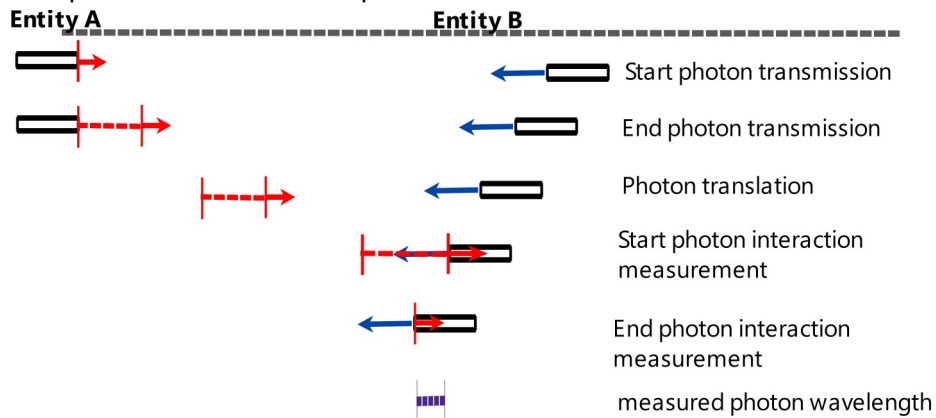 Entity A
Entity B
Start photon transmission
End photon transmission
Photon translation
Start photon interaction
measurement
End photon interaction
measurement
measured photon wavelength